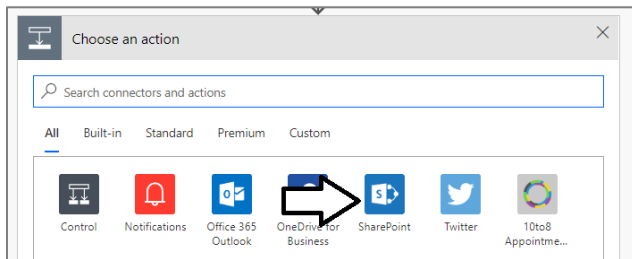 Choose an action
Search connectors and actions
All Built-in Standard Premium Custom
Control Notifications Office 365 Outlook OneDrive for Business SharePoint Twitter 10to8 Appointme...